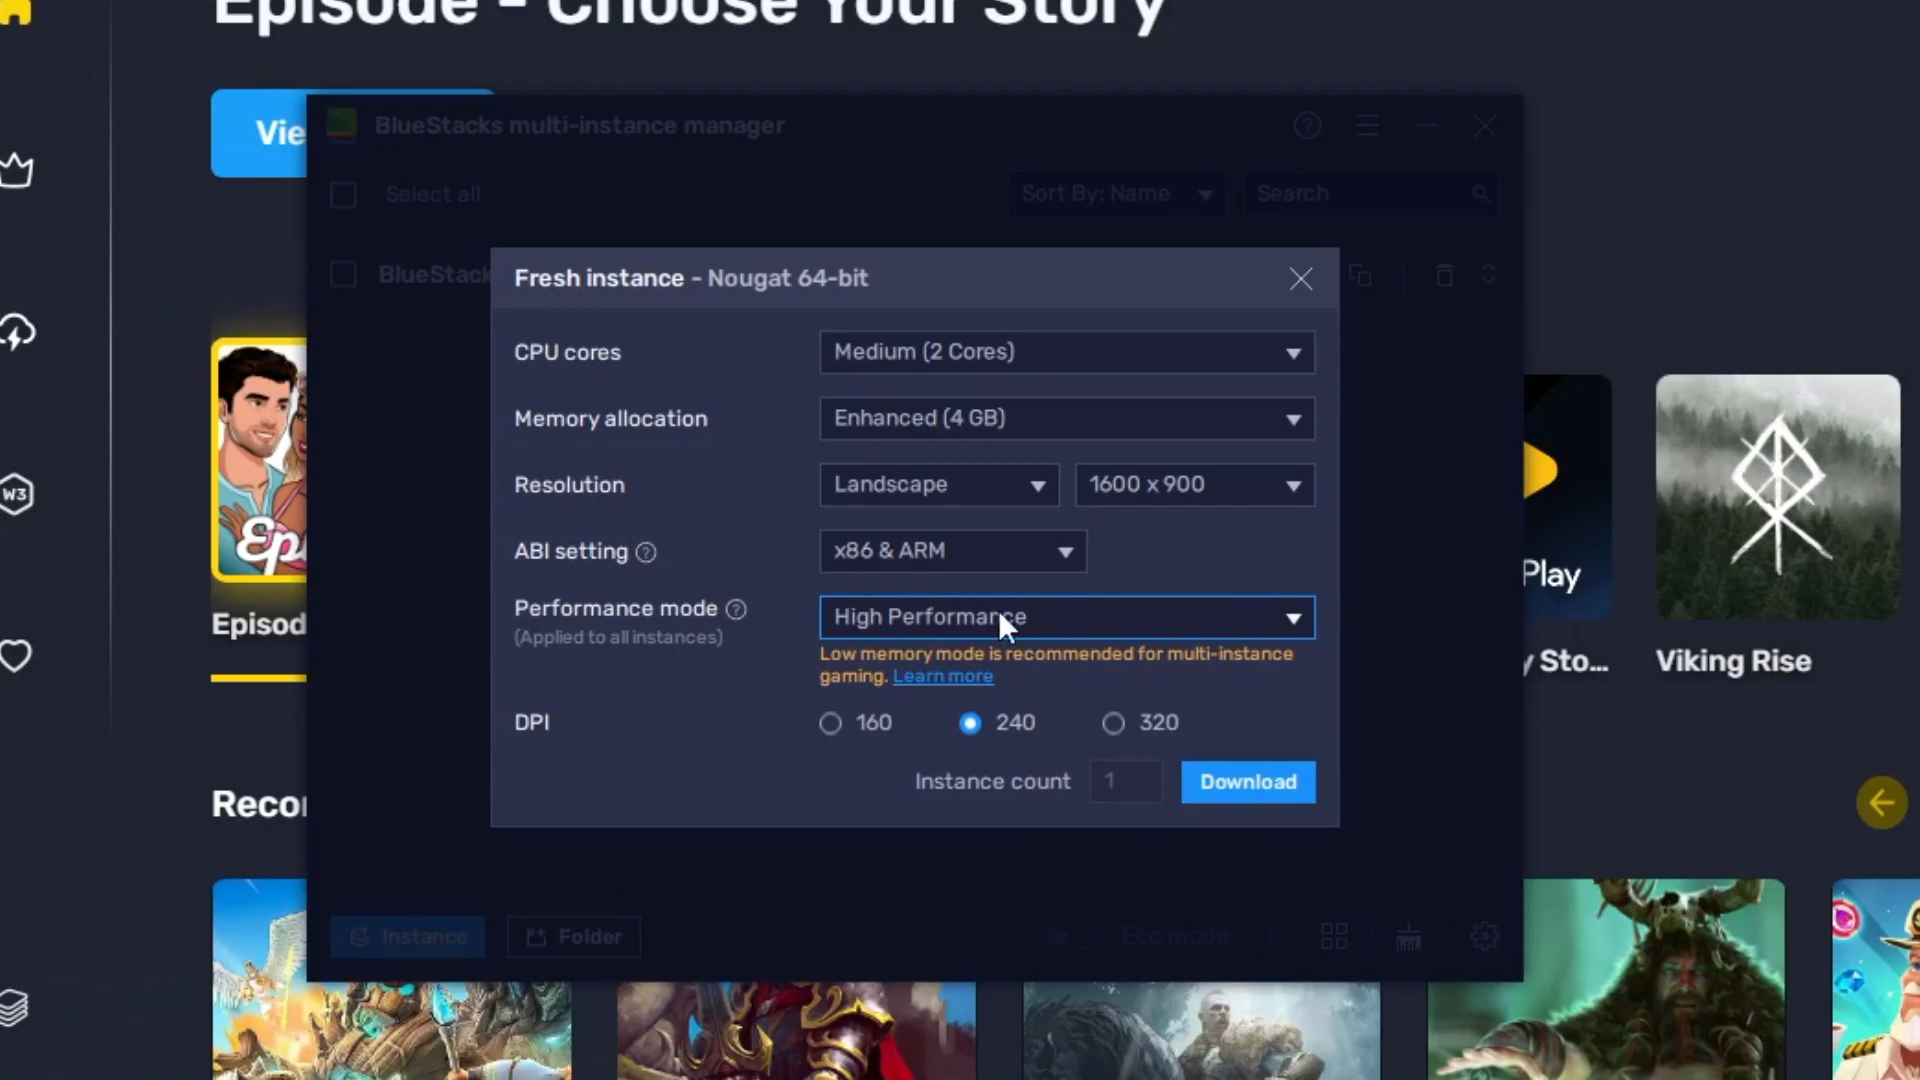 Episode - Choose Your Story
Vie
BlueStacks multi-instance manager
Select all
Sort By: Name
Search
BlueStack
Fresh instance - Nougat 64-bit
CPU cores
Medium (2 Cores)
Memory allocation
Enhanced (4 GB)
Resolution
Landscape
1600 x 900
ABI setting
x86 & ARM
Performance mode
(Applied to all instances)
High Performance
Low memory mode is recommended for multi-instance
gaming. Learn more
DPI
160
240
320
Instance count
1
Download
W3
Ep
Episod
Play
y Sto...
Viking Rise
Recor
Instance
Folder
Eco mode